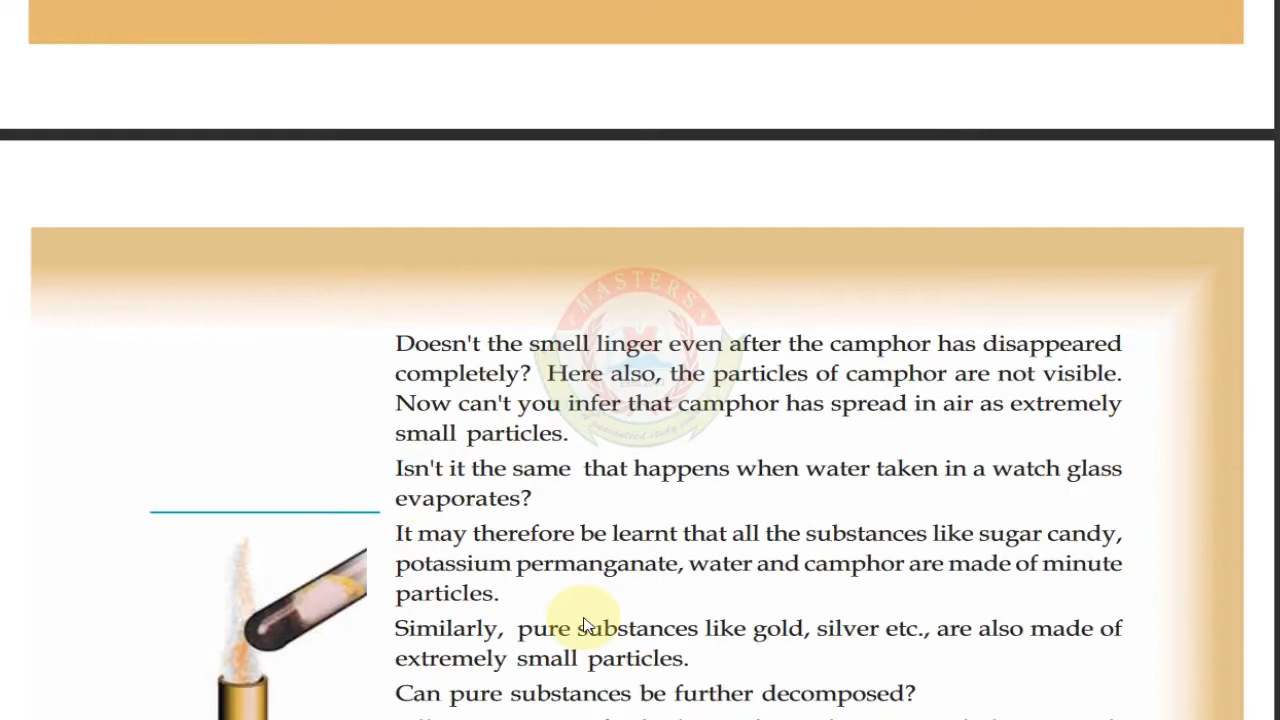 MASTERS
Doesn't the smell linger even after the camphor has disappeared
completely? Here also, the particles of camphor are not visible.
Now can't you infer that camphor has spread in air as extremely
small particles.
Isn't it the same that happens when water taken in a watch glass
evaporates?
It may therefore be learnt that all the substances like sugar candy,
potassium permanganate, water and camphor are made of minute
particles.
Similarly, pure substances like gold, silver etc., are also made of
extremely small particles.
Can pure substances be further decomposed?